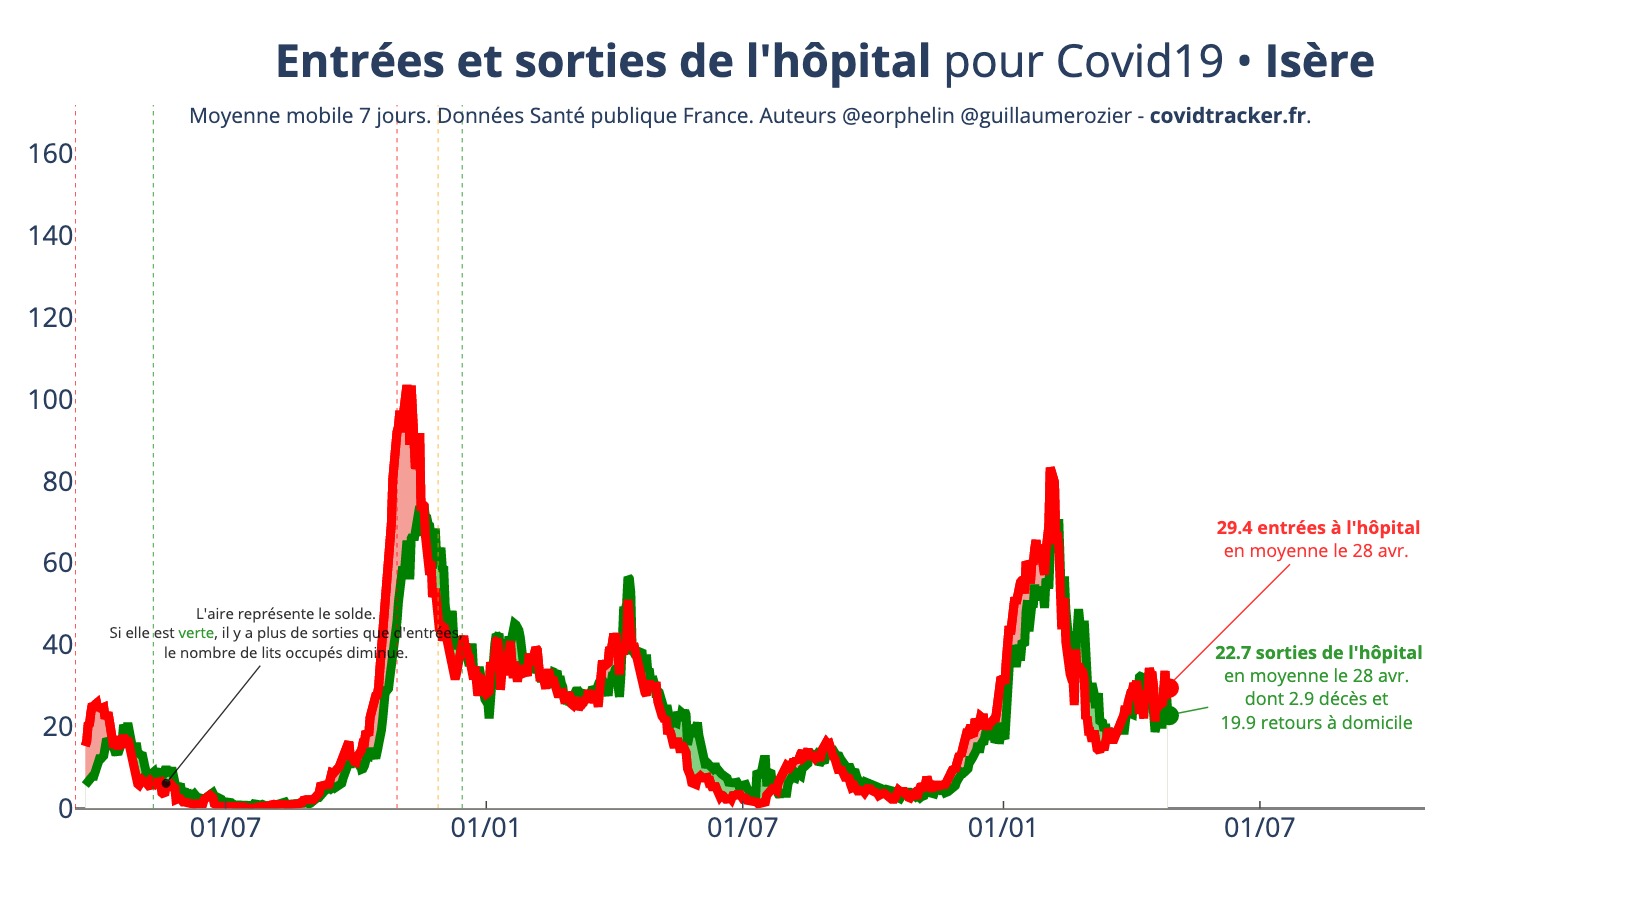 Entrées et sorties de l'hôpital pour Covid19 • Isère
Moyenne mobile 7 jours. Données Santé publique France. Auteurs @eorphelin @guillaumerozier - covidtracker.fr.
160
140
120
100
80
60
40
20
0
L'aire représente le solde.
Si elle est verte, il y a plus de sorties que d'entrées,
le nombre de lits occupés diminue.
29.4 entrées à l'hôpital
en moyenne le 28 avr.
22.7 sorties de l'hôpital
en moyenne le 28 avr.
dont 2.9 décès et
19.9 retours à domicile
01/07
01/01
01/07
01/01
01/07